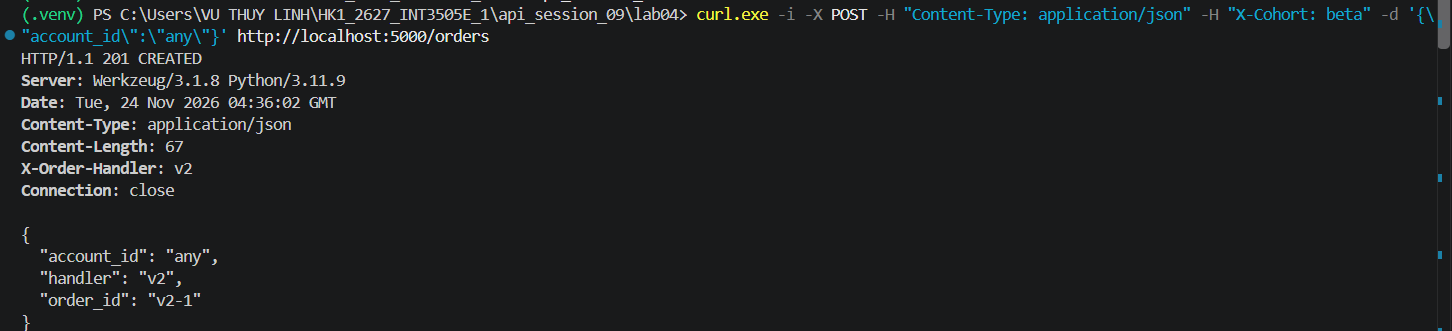 (.venv) PS C:\Users\VU THUY LINH\HK1_2627_INT3505E_1\api_session_09\lab04> curl.exe -i -X POST -H "Content-Type: application/json" -H "X-Cohort: beta" -d '{\
"account_id\":\"any\"}' http://localhost:5000/orders
HTTP/1.1 201 CREATED
Server: Werkzeug/3.1.8 Python/3.11.9
Date: Tue, 24 Nov 2026 04:36:02 GMT
Content-Type: application/json
Content-Length: 67
X-Order-Handler: v2
Connection: close

{
  "account_id": "any",
  "handler": "v2",
  "order_id": "v2-1"
}